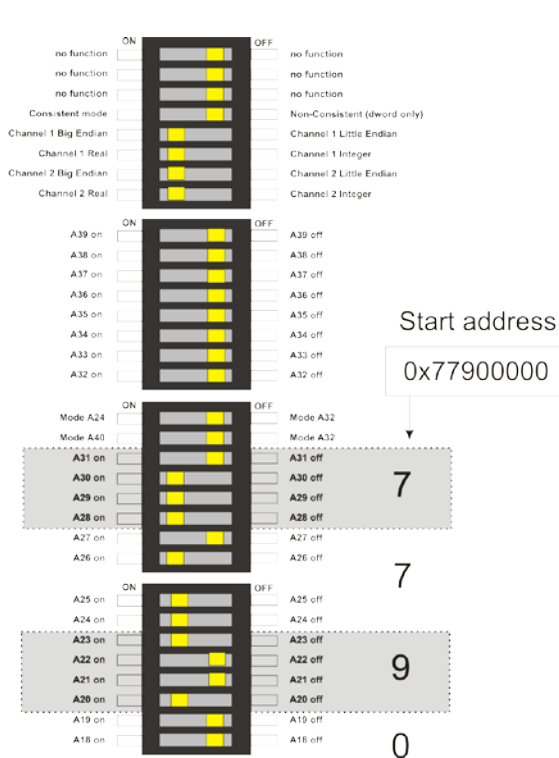 ON OFF
no function no function
no function no function
no function no function
Consistent mode Non-Consistent (dword only)
Channel 1 Big Endian Channel 1 Little Endian
Channel 1 Real Channel 1 Integer
Channel 2 Big Endian Channel 2 Little Endian
Channel 2 Real Channel 2 Integer
ON OFF
A39 on A39 off
A38 on A38 off
A37 on A37 off
A36 on A36 off
A35 on A35 off
A34 on A34 off
A33 on A33 off
A32 on A32 off
Start address
0x77900000
ON OFF
Mode A24 Mode A32
Mode A40 Mode A32
A31 on A31 off
A30 on A30 off 7
A29 on A29 off
A28 on A28 off
A27 on A27 off
A26 on A26 off
7
ON OFF
A25 on A25 off
A24 on A24 off
A23 on A23 off
A22 on A22 off 9
A21 on A21 off
A20 on A20 off
A19 on A19 off
A18 on A18 off 0